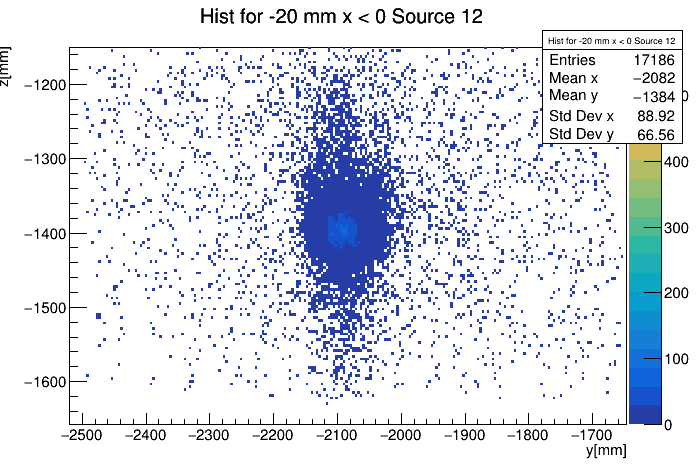 Hist for -20 mm x < 0 Source 12
z[mm]
Hist for -20 mm x < 0 Source 12
Entries 17186
Mean x −2082
Mean y −1384
Std Dev x 88.92
Std Dev y 66.56
−1200
−1300
−1400
−1500
−1600
400
300
200
100
0
−2500 −2400 −2300 −2200 −2100 −2000 −1900 −1800 −1700
y[mm]